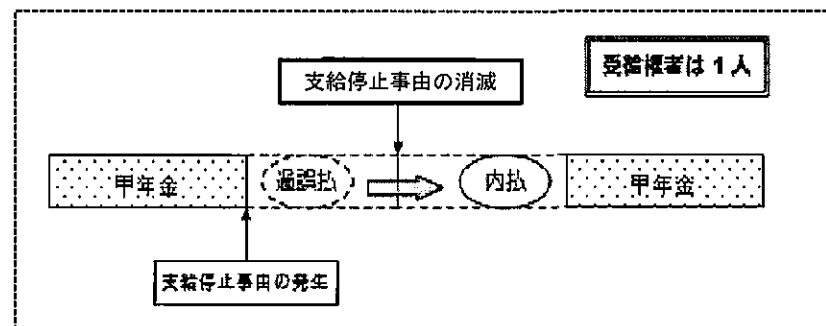 受給権者は１人
支給停止事由の消滅
甲年金
過誤払
内払
甲年金
支給停止事由の発生